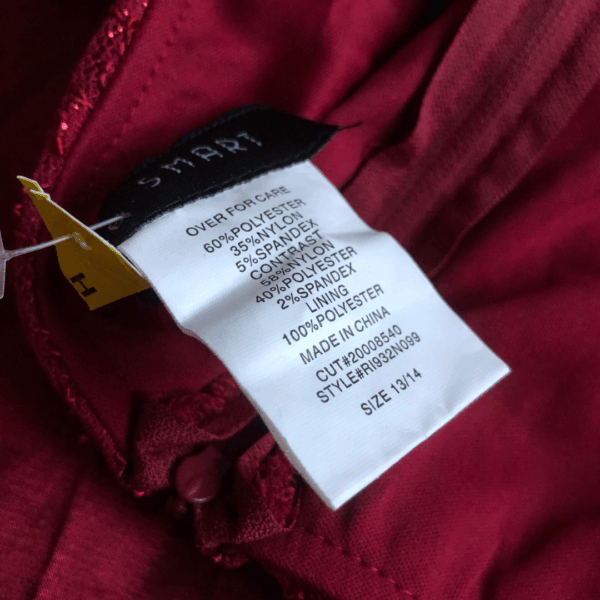 SMART
OVER FOR CARE
60%POLYESTER
35%NYLON
5%SPANDEX
CONTRAST
58%NYLON
40%POLYESTER
2%SPANDEX
LINING
100%POLYESTER
MADE IN CHINA
CUT#20008540
STYLE#RI932N099
SIZE 13/14
H